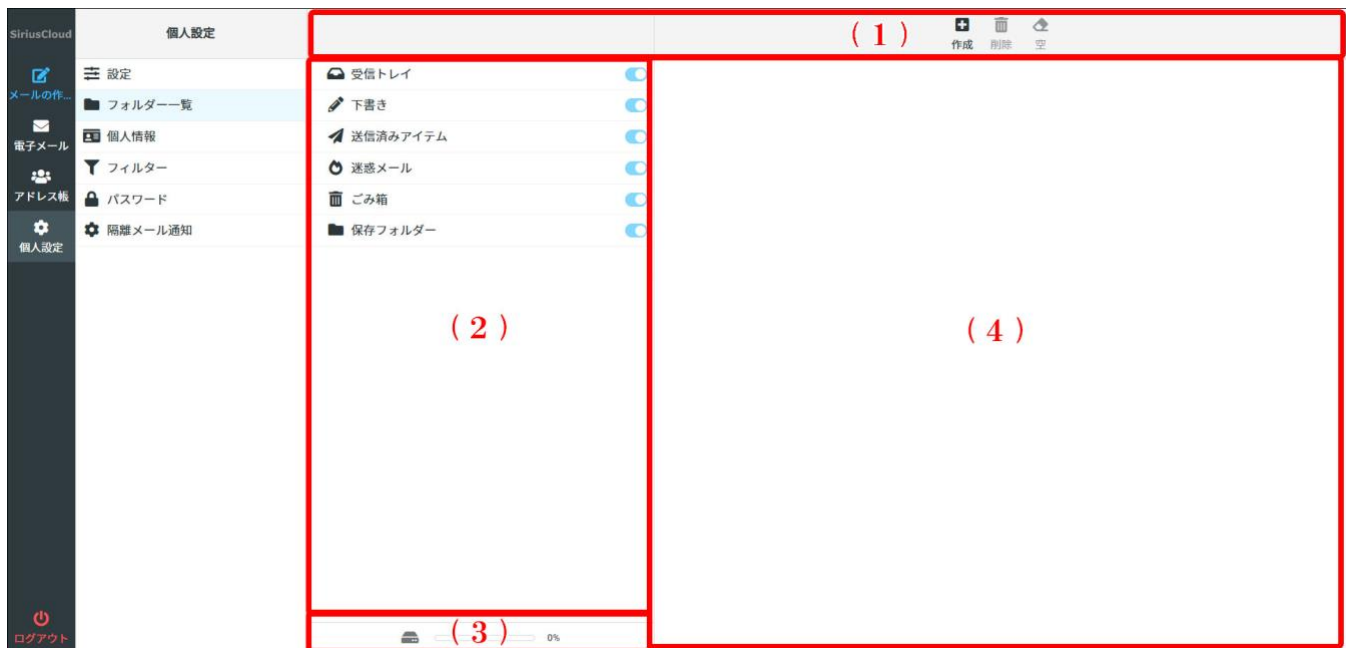 SiriusCloud
メールの作...
電子メール
アドレス帳
個人設定
ログアウト
個人設定
設定
フォルダー一覧
個人情報
フィルター
パスワード
隔離メール通知
(1)
作成
削除
空
受信トレイ
下書き
送信済みアイテム
迷惑メール
ごみ箱
保存フォルダー
(2)
(3)
0%
(4)